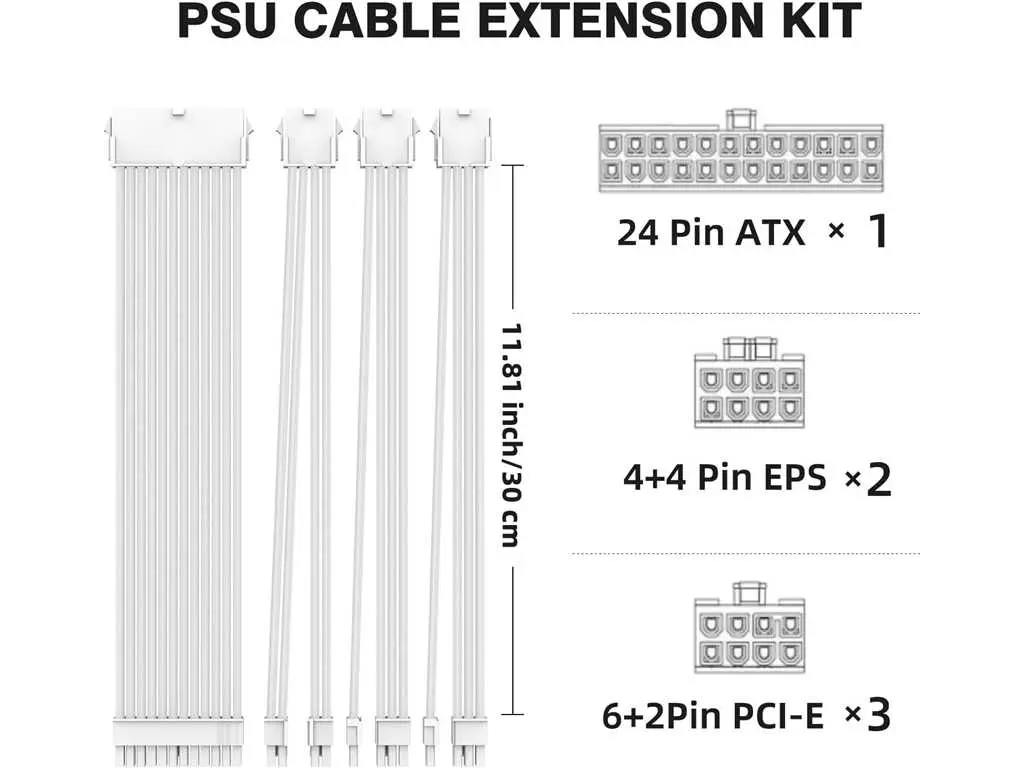 PSU CABLE EXTENSION KIT
24 Pin ATX × 1
11.81 inch/30 cm
4+4 Pin EPS ×2
6+2Pin PCI-E ×3